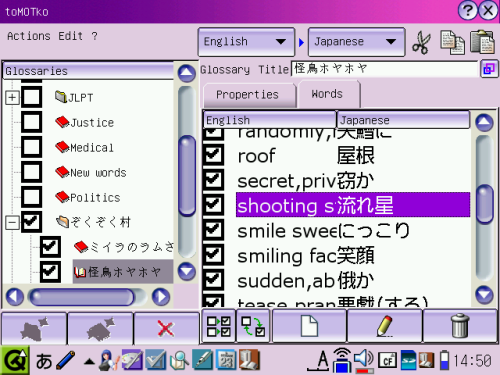 toMOTko
Actions Edit ?
English
Japanese
Glossaries
Glossary Title 怪鳥ホヤホヤ
JLPT
Justice
Medical
New words
Politics
ぞくぞく村
ミイラのラムさ
怪鳥ホヤホヤ
Properties
Words
English Japanese
randomly,
roof 屋根
secret,priv 窃か
shooting s 流れ星
smile swee にっこり
smiling fac 笑顔
sudden,ab 俄か
tease,pran 悪戯(する)
あ
A
CF
14:50